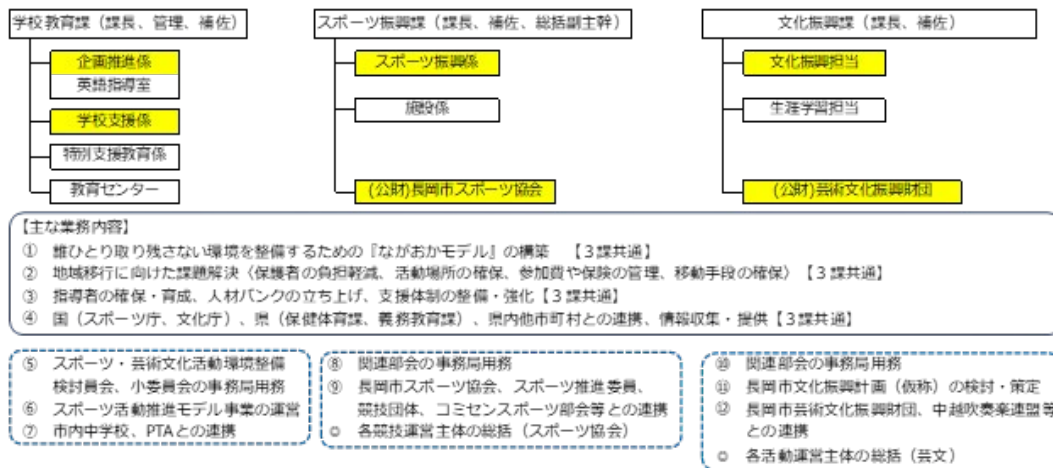 学校教育課（課長、管理、補佐）
企画推進係
英語指導室
学校支援係
特別支援教育係
教育センター
スポーツ振興課（課長、補佐、総括副主幹）
スポーツ振興係
施設係
(公財)長岡市スポーツ協会
文化振興課（課長、補佐）
文化振興担当
生涯学習担当
(公財)芸術文化振興財団
【主な業務内容】
① 誰ひとり取り残さない環境を整備するための『ながおかモデル』の構築 【３課共通】
② 地域移行に向けた課題解決（保護者の負担軽減、活動場所の確保、参加費や保険の管理、移動手段の確保）【３課共通】
③ 指導者の確保・育成、人材バンクの立ち上げ、支援体制の整備・強化【３課共通】
④ 国（スポーツ庁、文化庁）、県（保健体育課、義務教育課）、県内他市町村との連携、情報収集・提供【３課共通】
⑤ スポーツ・芸術文化活動環境整備
検討員会、小委員会の事務局用務
⑥ スポーツ活動推進モデル事業の運営
⑦ 市内中学校、PTAとの連携
⑧ 関連部会の事務局用務
⑨ 長岡市スポーツ協会、スポーツ推進委員、
競技団体、コミセンスポーツ部会等との連携
○ 各競技運営主体の総括（スポーツ協会）
⑩ 関連部会の事務局用務
⑪ 長岡市文化振興計画（仮称）の検討・策定
⑫ 長岡市芸術文化振興財団、中越吹奏楽連盟等
との連携
○ 各活動運営主体の総括（芸文）